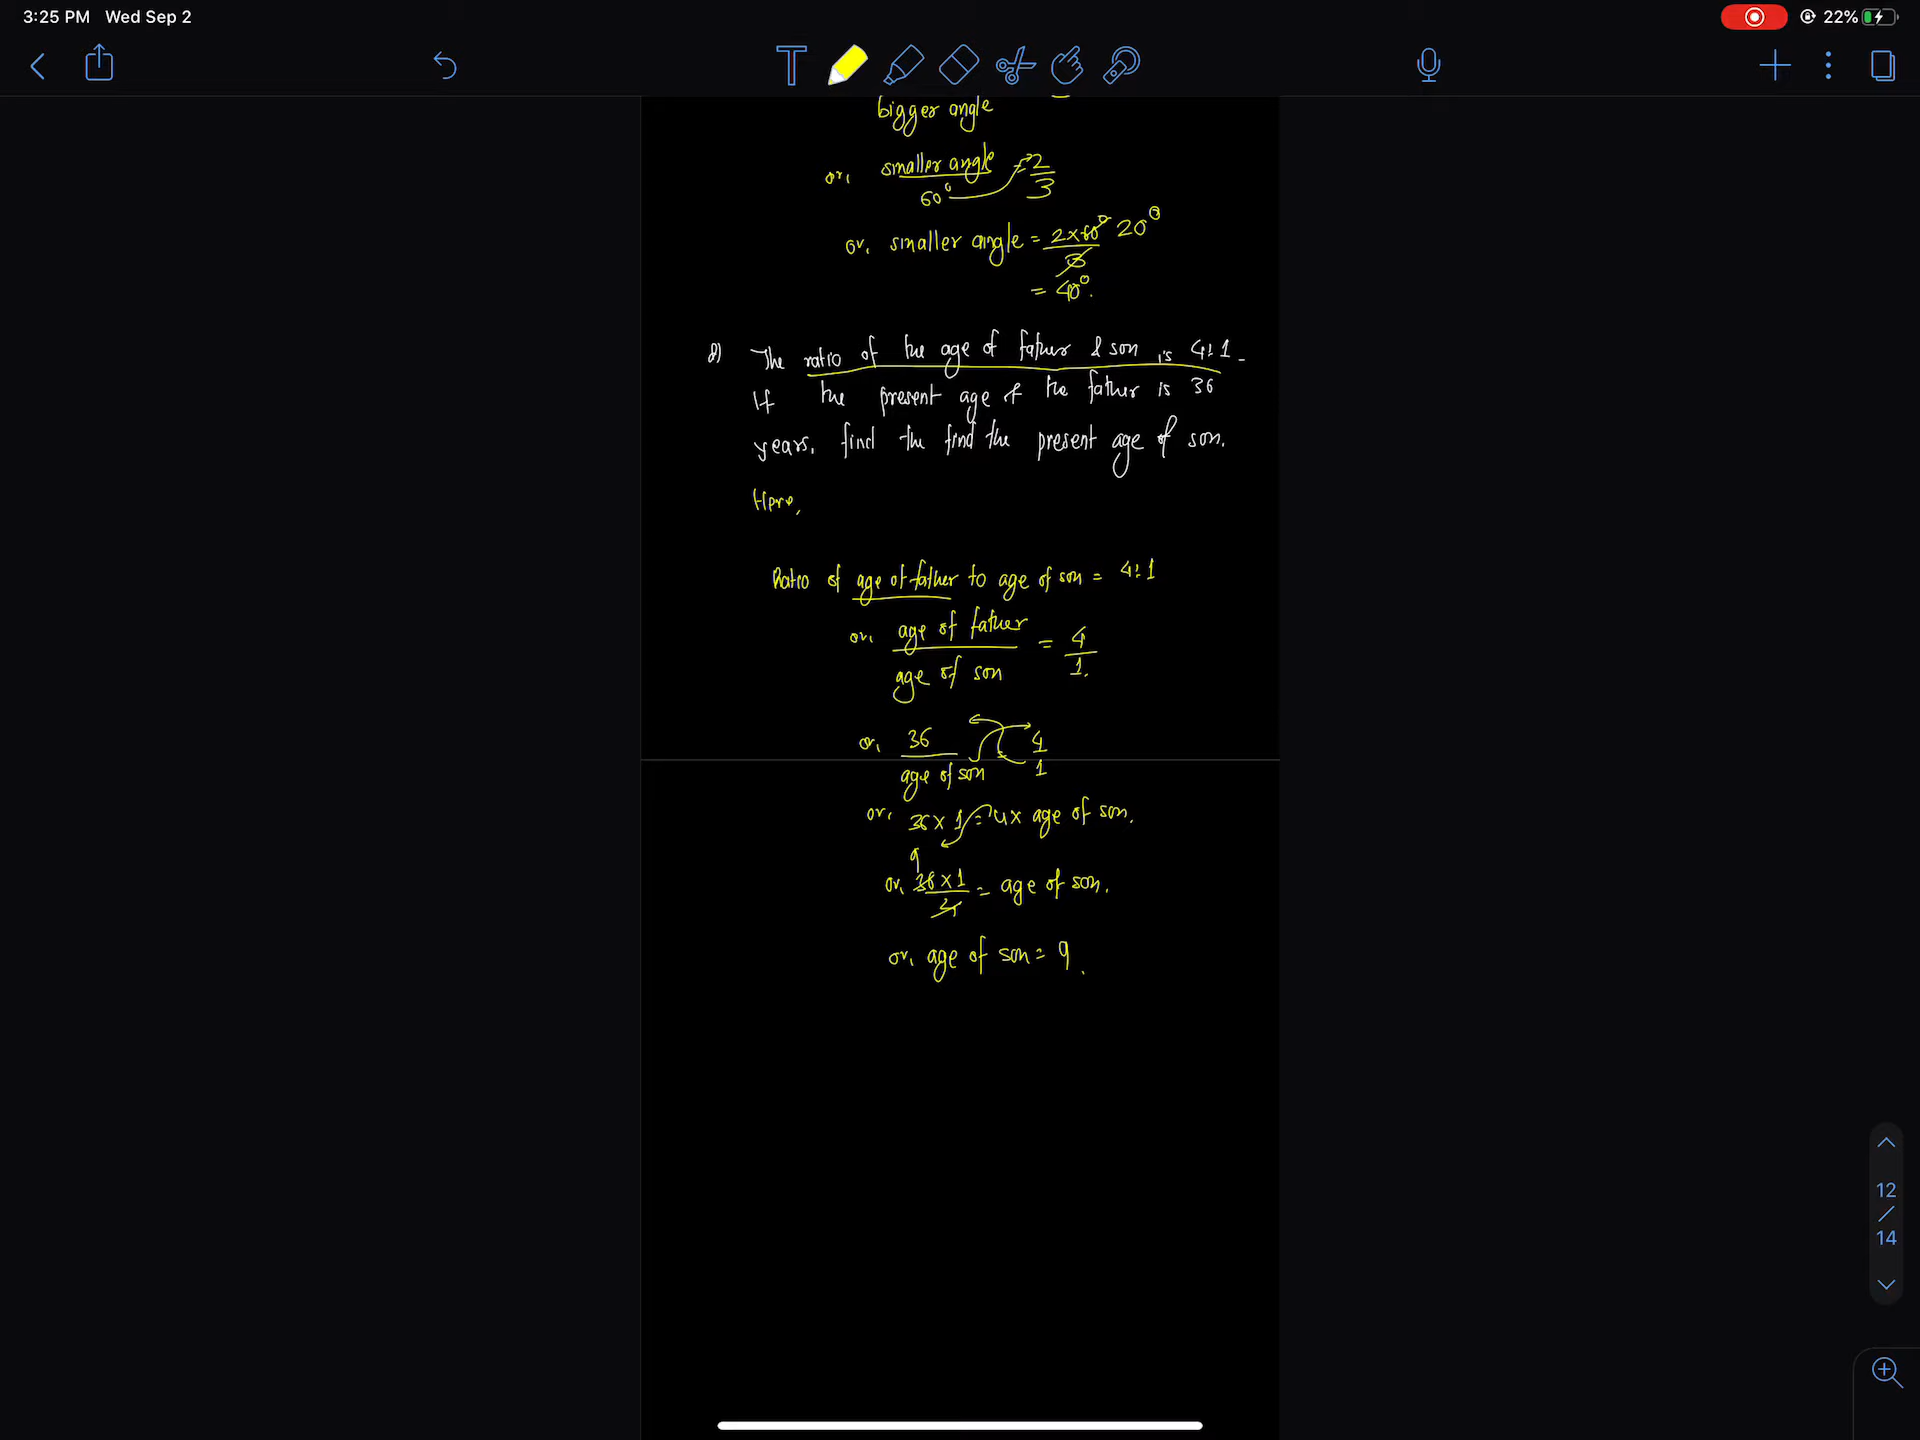 3:25 PM Wed Sep 2
22%
bigger angle
or, smaller angle / 60° = 2/3
or, smaller angle = 2×60° / 3 20°
= 40°.
d) The ratio of the age of father & son is 4:1.
If the present age of the father is 36
years, find the find the present age of son.
Here,
Ratio of age of father to age of son = 4:1
or, age of father / age of son = 4/1.
or, 36 / age of son = 4/1
or, 36×1 = 4× age of son.
9
or, 36×1 / 4 = age of son.
or, age of son = 9.
12
/
14